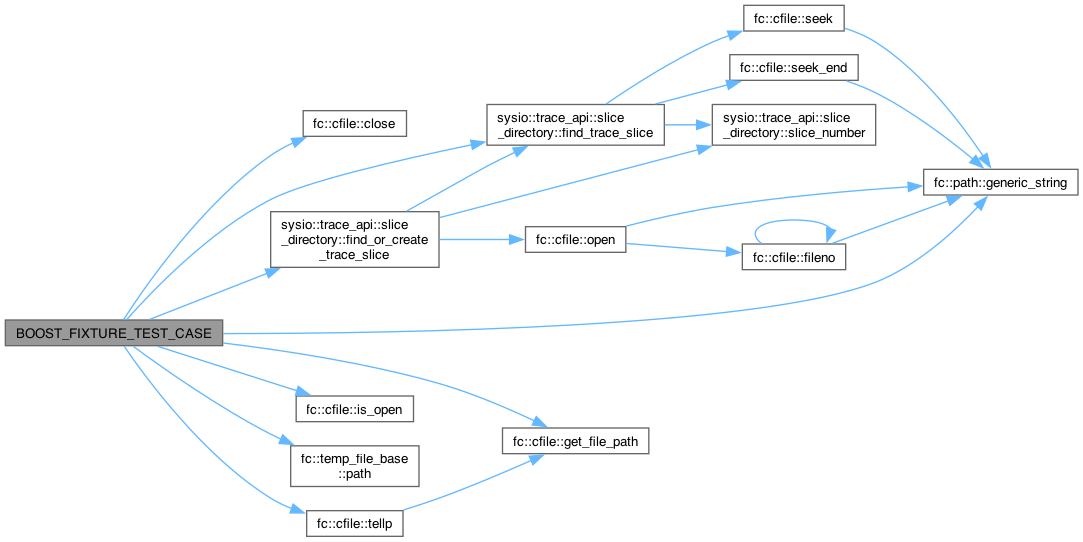 fc::cfile::seek
fc::cfile::seek_end
fc::cfile::close
sysio::trace_api::slice
_directory::find_trace_slice
sysio::trace_api::slice
_directory::slice_number
fc::path::generic_string
sysio::trace_api::slice
_directory::find_or_create
_trace_slice
fc::cfile::open
fc::cfile::fileno
BOOST_FIXTURE_TEST_CASE
fc::cfile::is_open
fc::cfile::get_file_path
fc::temp_file_base
::path
fc::cfile::tellp